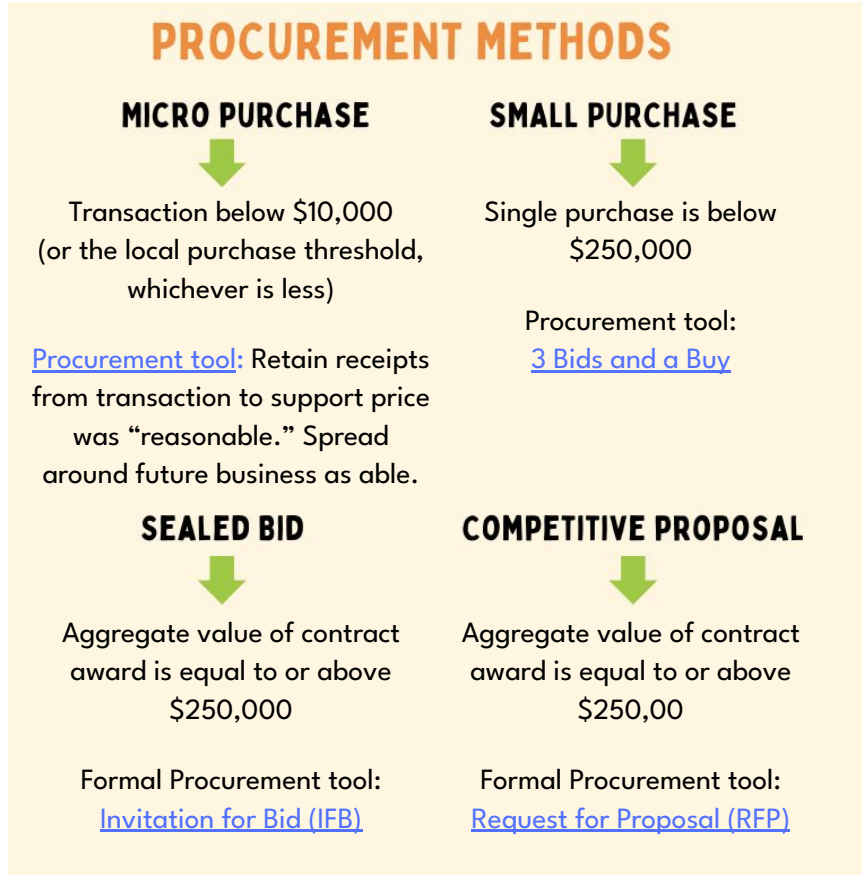 PROCUREMENT METHODS
MICRO PURCHASE
Transaction below $10,000
(or the local purchase threshold,
whichever is less)
Procurement tool: Retain receipts
from transaction to support price
was “reasonable.” Spread
around future business as able.
SMALL PURCHASE
Single purchase is below
$250,000
Procurement tool:
3 Bids and a Buy
SEALED BID
Aggregate value of contract
award is equal to or above
$250,000
Formal Procurement tool:
Invitation for Bid (IFB)
COMPETITIVE PROPOSAL
Aggregate value of contract
award is equal to or above
$250,00
Formal Procurement tool:
Request for Proposal (RFP)